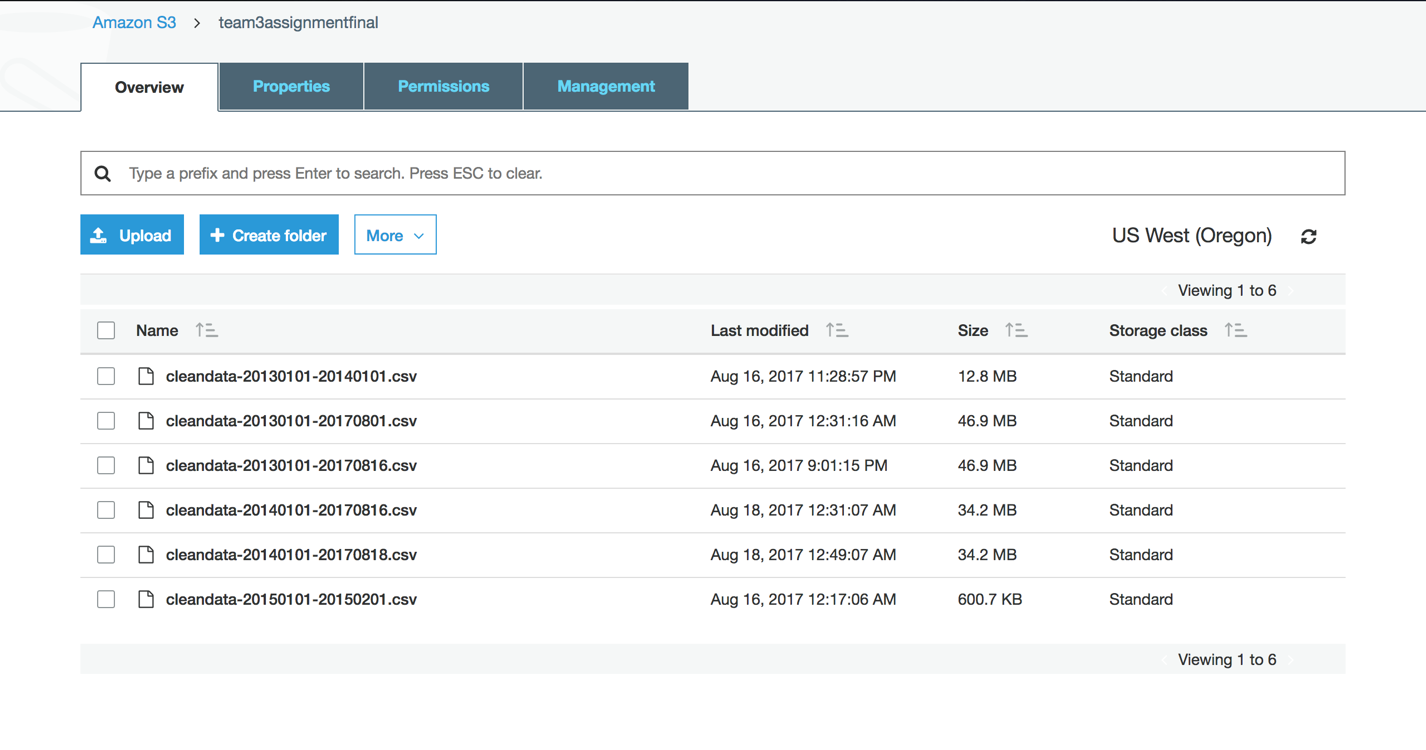 Amazon S3 > team3assignmentfinal
Overview Properties Permissions Management
Type a prefix and press Enter to search. Press ESC to clear.
Upload + Create folder More US West (Oregon)
Viewing 1 to 6
Name Last modified Size Storage class
cleandata-20130101-20140101.csv Aug 16, 2017 11:28:57 PM 12.8 MB Standard
cleandata-20130101-20170801.csv Aug 16, 2017 12:31:16 AM 46.9 MB Standard
cleandata-20130101-20170816.csv Aug 16, 2017 9:01:15 PM 46.9 MB Standard
cleandata-20140101-20170816.csv Aug 18, 2017 12:31:07 AM 34.2 MB Standard
cleandata-20140101-20170818.csv Aug 18, 2017 12:49:07 AM 34.2 MB Standard
cleandata-20150101-20150201.csv Aug 16, 2017 12:17:06 AM 600.7 KB Standard
Viewing 1 to 6